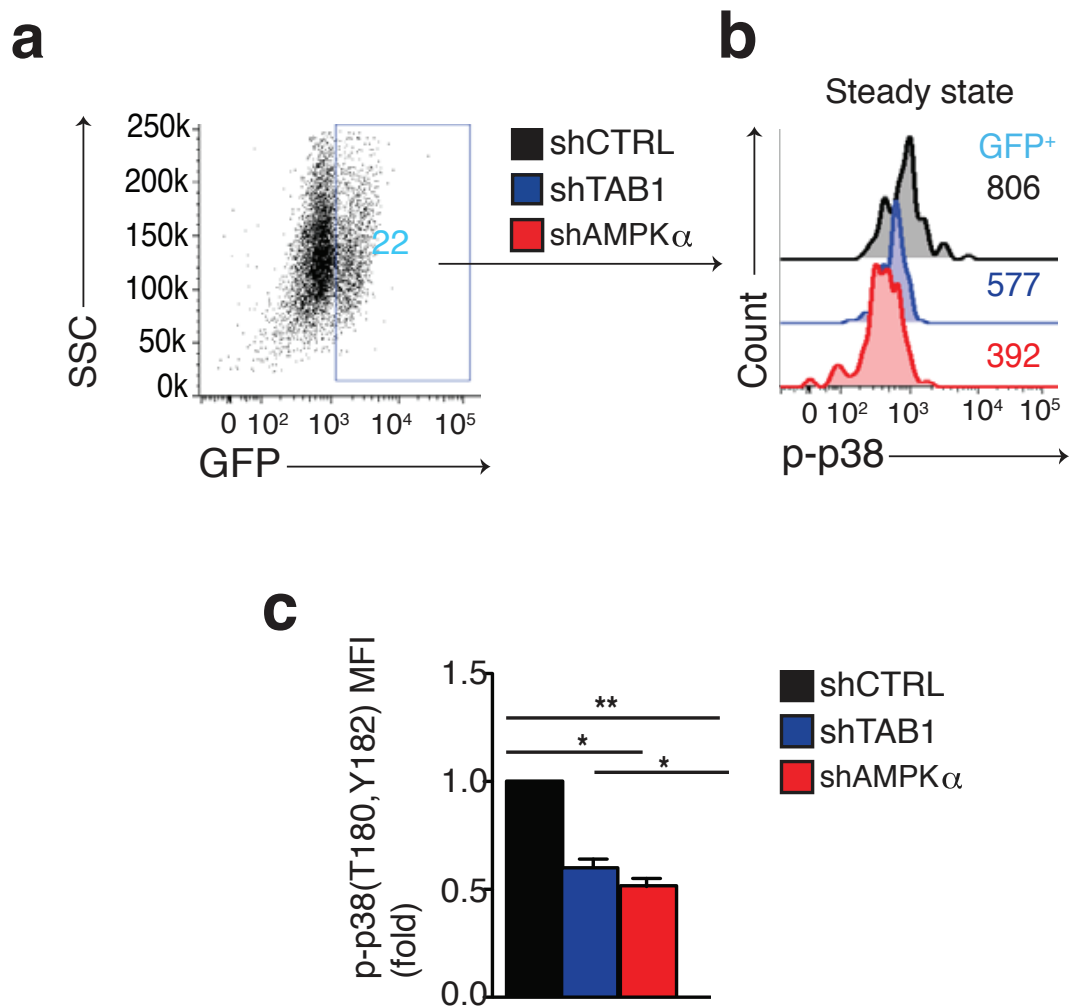 a
SSC
250k
200k
150k
100k
50k
0k
22
0 10² 10³ 10⁴ 10⁵
GFP
shCTRL
shTAB1
shAMPKα
b
Steady state
GFP⁺
806
577
392
Count
0 10² 10³ 10⁴ 10⁵
p-p38
c
p-p38(T180,Y182) MFI
(fold)
1.5
1.0
0.5
0.0
**
*
*
shCTRL
shTAB1
shAMPKα